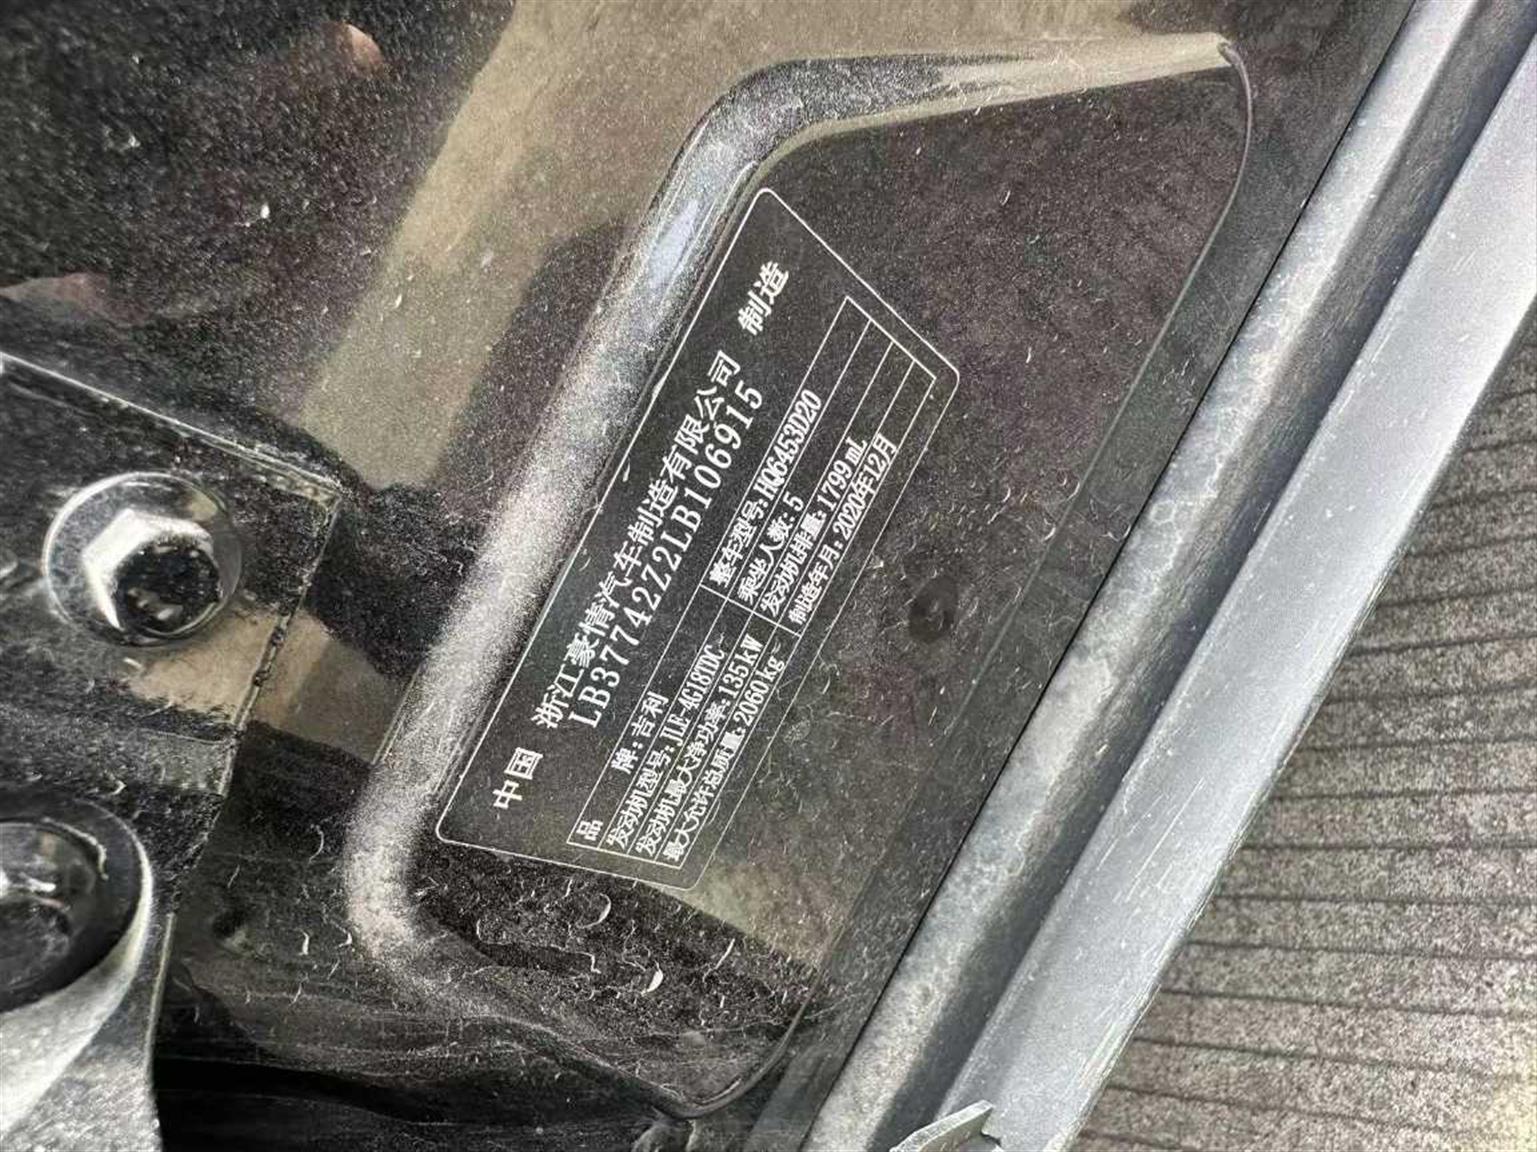 中国 浙江豪情汽车制造有限公司 制造
LB37742Z2LB106915
品 牌:吉利 整车型号:HQ6453D20
发动机型号:JLE-4G18TDC 乘坐人数:5
发动机最大净功率:135kW 发动机排量:1799mL
最大允许总质量:2060kg 制造年月:2020年12月